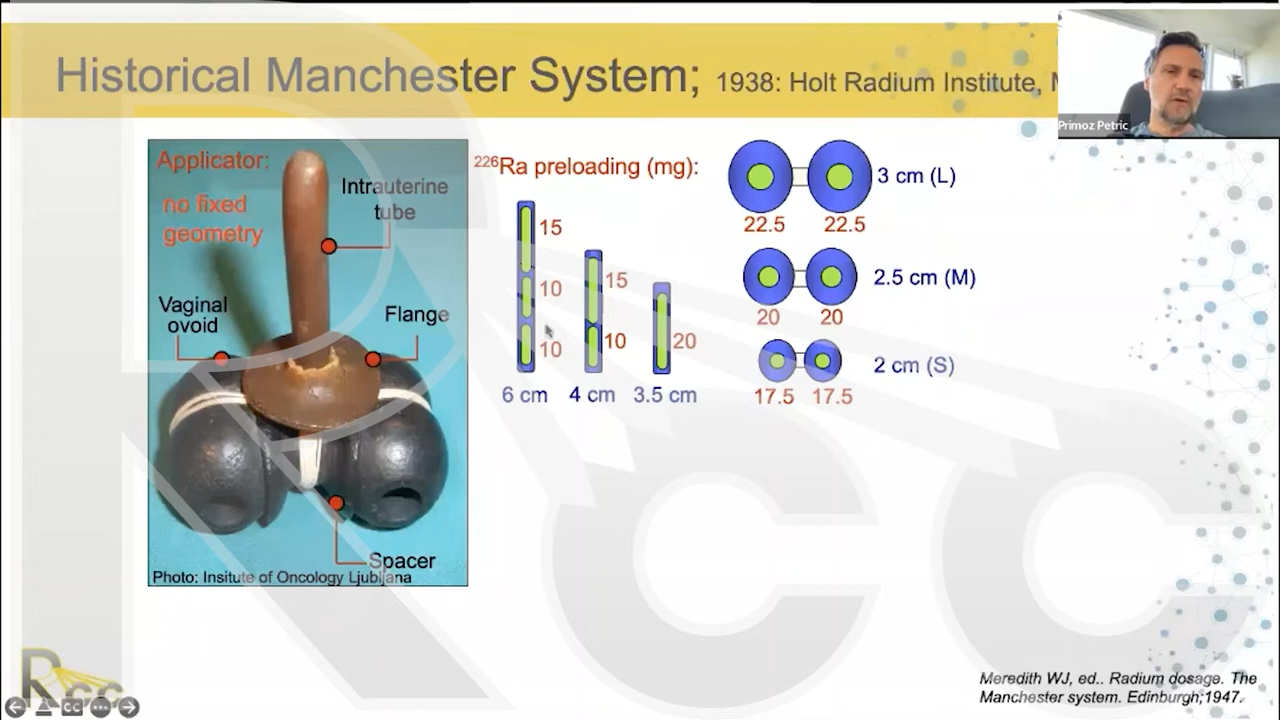 Historical Manchester System; 1938: Holt Radium Institute, M
Primoz Petric
Applicator:
no fixed
geometry
Intrauterine
tube
Vaginal
ovoid
Flange
Spacer
Photo: Insitute of Oncology Ljubljana
226Ra preloading (mg):
15
10
10
6 cm
15
10
4 cm
20
3.5 cm
3 cm (L)
22.5 22.5
2.5 cm (M)
20 20
2 cm (S)
17.5 17.5
Meredith WJ, ed.. Radium dosage. The
Manchester system. Edinburgh;1947.
Rcc
CC
Rcc